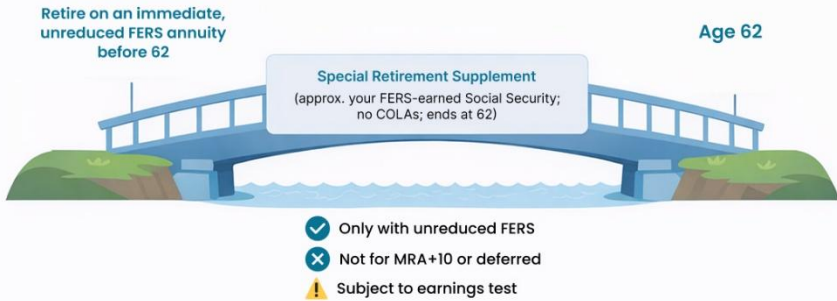 Retire on an immediate,
unreduced FERS annuity
before 62
Age 62
Special Retirement Supplement
(approx. your FERS-earned Social Security;
no COLAs; ends at 62)
Only with unreduced FERS
Not for MRA+10 or deferred
Subject to earnings test